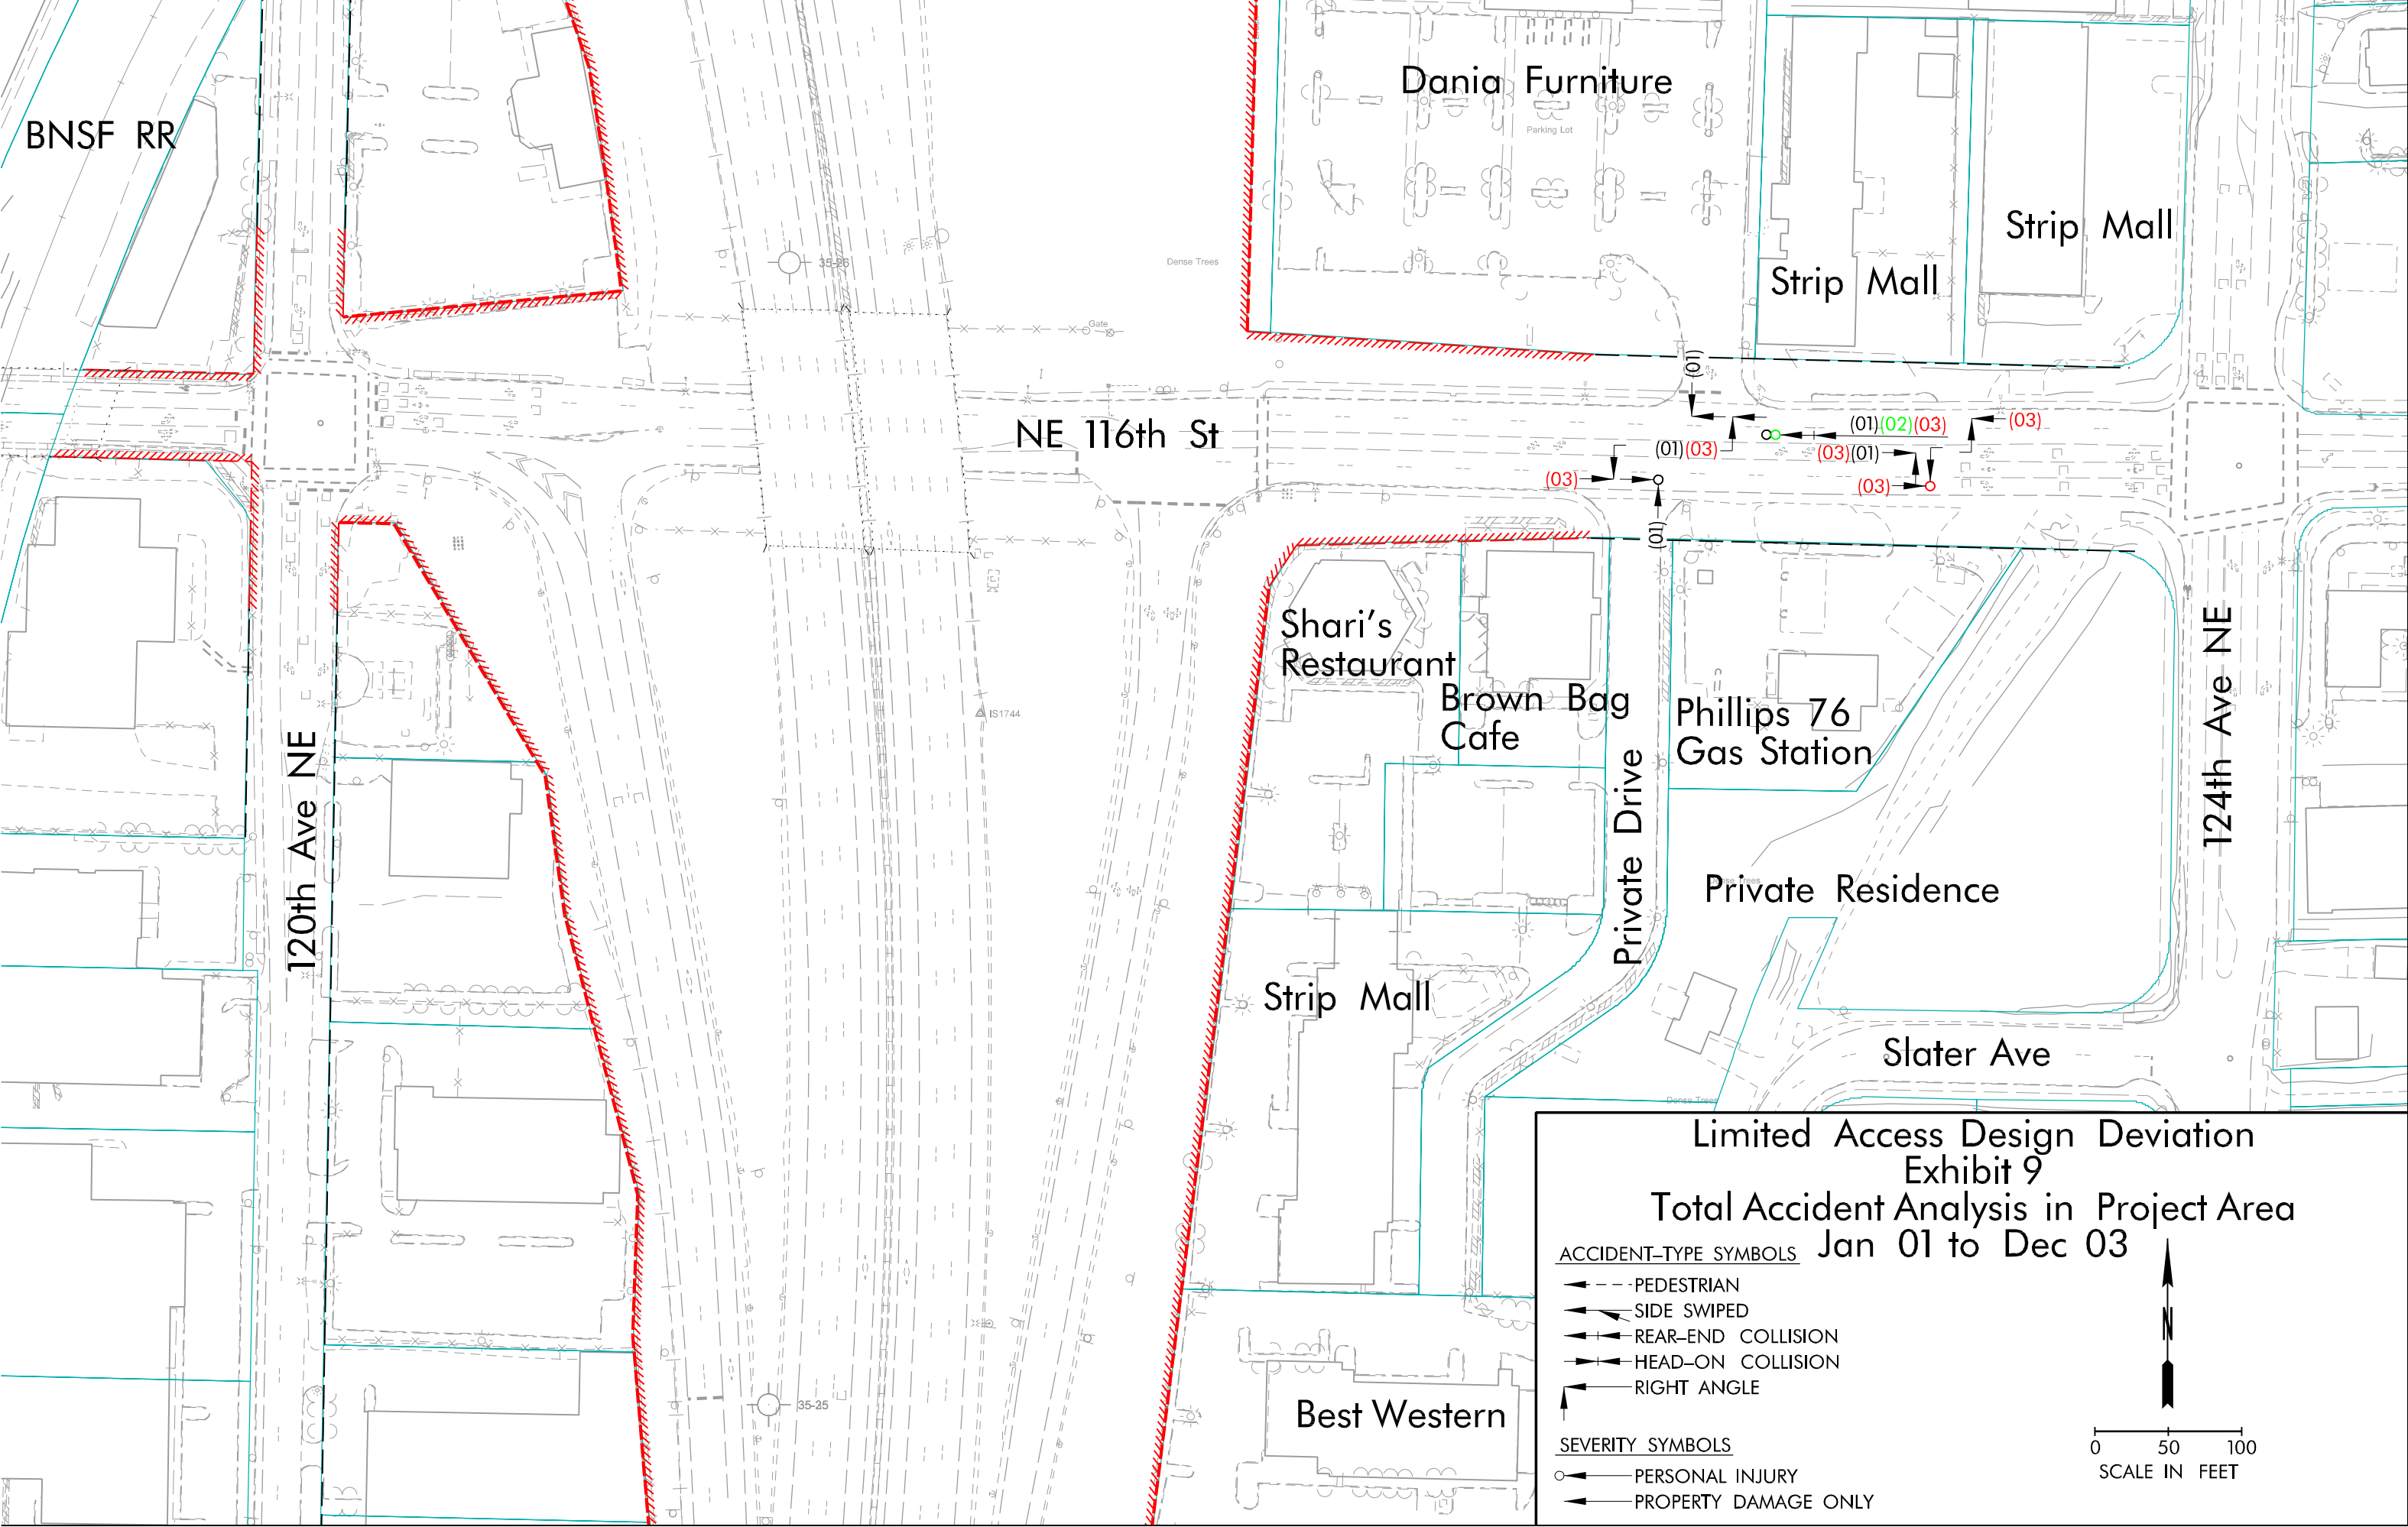 Dania Furniture
Parking Lot
BNSF RR
Strip Mall
Strip Mall
35-26
Dense Trees
Gate
(01)
NE 116th St
(01)(02)(03)
(03)
(01)(03)
(03)(01)
(03)
(03)
(01)
Shari's
Restaurant
Brown Bag
Cafe
Phillips 76
Gas Station
IS1744
120th Ave NE
Private Drive
124th Ave NE
Private Residence
Strip Mall
Slater Ave
Dense Trees
35-25
Best Western
Limited Access Design Deviation
Exhibit 9
Total Accident Analysis in Project Area
Jan 01 to Dec 03
ACCIDENT-TYPE SYMBOLS
PEDESTRIAN
SIDE SWIPED
REAR-END COLLISION
HEAD-ON COLLISION
RIGHT ANGLE
SEVERITY SYMBOLS
PERSONAL INJURY
PROPERTY DAMAGE ONLY
N
0 50 100
SCALE IN FEET